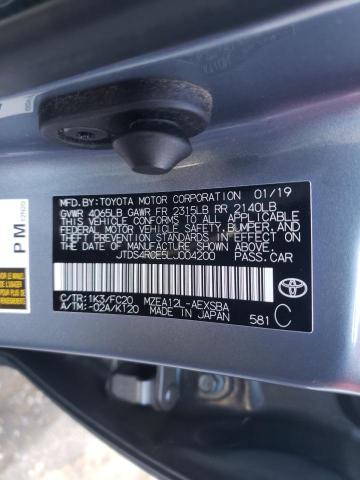 MFD. BY: TOYOTA MOTOR CORPORATION 01/19
GVWR 4065LB GAWR FR 2315LB RR 2140LB
THIS VEHICLE CONFORMS TO ALL APPLICABLE
FEDERAL MOTOR VEHICLE SAFETY, BUMPER, AND
THEFT PREVENTION STANDARDS IN EFFECT ON
THE DATE OF MANUFACTURE SHOWN ABOVE.
JTDS4RCE5LJ004200 PASS.CAR
C/TR: 1K3/FC20 MZEA12L-AEXSBA
A/TM: -02A/K120 MADE IN JAPAN 581 C
PM